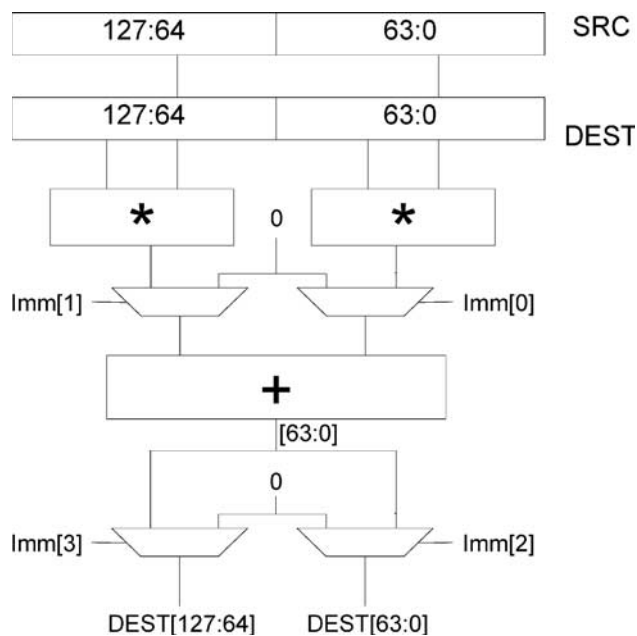 127:64 63:0 SRC
127:64 63:0 DEST
* *
0
Imm[1] Imm[0]
+
[63:0]
0
Imm[3] Imm[2]
DEST[127:64] DEST[63:0]